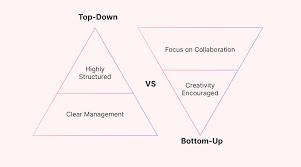 Top-Down
Highly
Structured
Clear Management
VS
Focus on Collaboration
Creativity
Encouraged
Bottom-Up